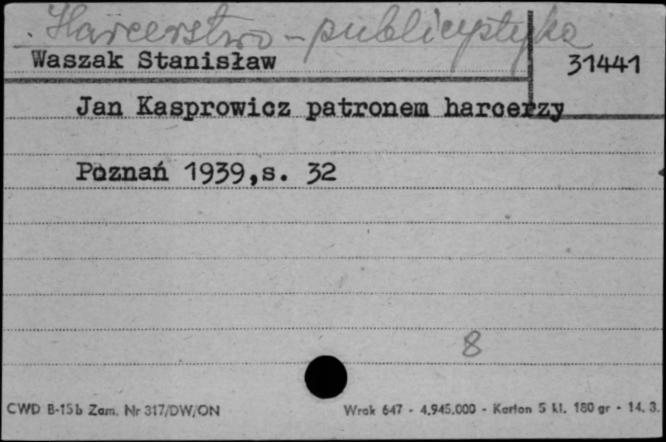 Harcerstwo - publicystyka
Waszak Stanisław
31441
Jan Kasprowicz patronem harcerzy
Poznań 1939,s. 32
8
CWD B-15b Zam. Nr 317/DW/ON
Wrak 647 - 4.945.000 - Karton 5 kl. 180 gr - 14. 3.